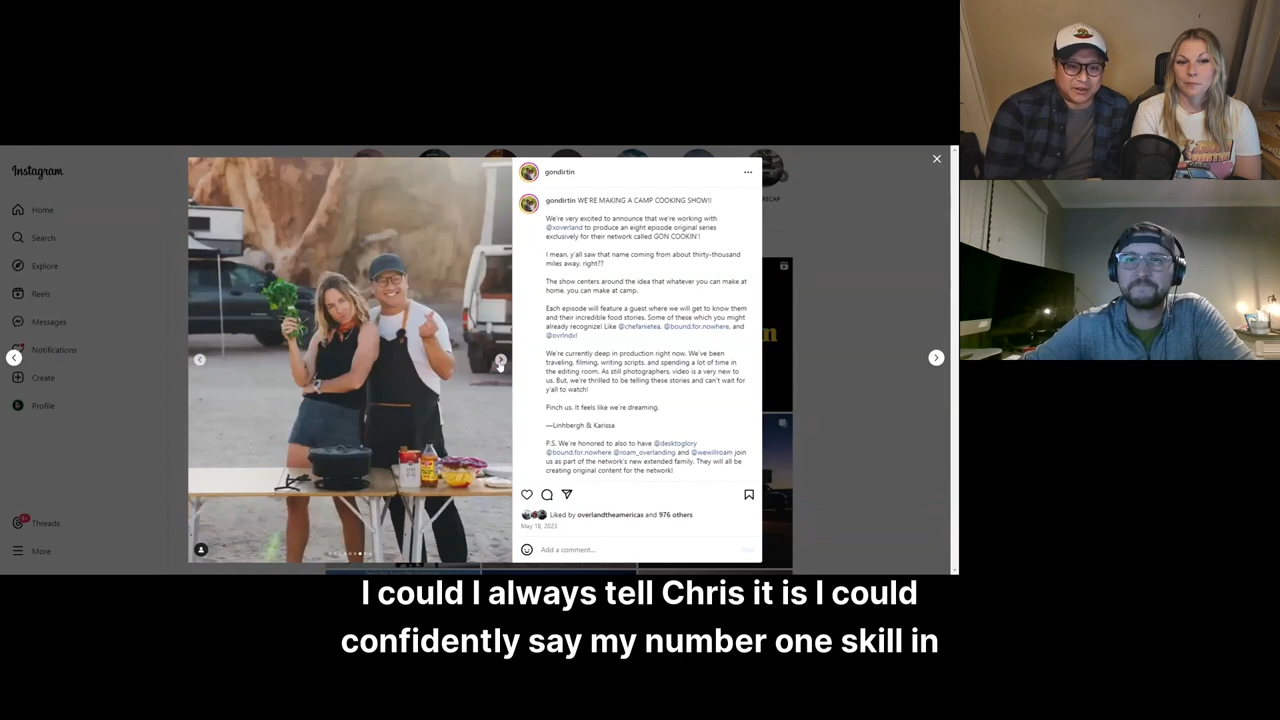 Instagram
Home
Search
Explore
Reels
Messages
Notifications
Create
Profile
Threads
More
gondirtin
gondirtin WE'RE MAKING A CAMP COOKING SHOW!!
We're very excited to announce that we're working with
@xoverland to produce an eight episode original series
exclusively for their network called GON COOKIN'!
I mean, y'all saw that name coming from about thirty-thousand
miles away, right??
The show centers around the idea that whatever you can make at
home, you can make at camp.
Each episode will feature a guest where we will get to know them
and their incredible food stories. Some of these which you might
already recognize! Like @chefanietea, @bound.for.nowhere, and
@ovrlndx!
We're currently deep in production right now. We've been
traveling, filming, writing scripts, and spending a lot of time in
the editing room. As still photographers, video is a very new to
us. But, we're thrilled to be telling these stories and can't wait for
y'all to watch!
Pinch us. It feels like we're dreaming.
—Linhbergh & Karissa
P.S. We're honored to also to have @desktoglory
@bound.for.nowhere @roam_overlanding and @wewillroam join
us as part of the network's new extended family. They will all be
creating original content for the network!
Liked by overlandtheamericas and 976 others
May 18, 2023
Add a comment...
Post
I could I always tell Chris it is I could
confidently say my number one skill in